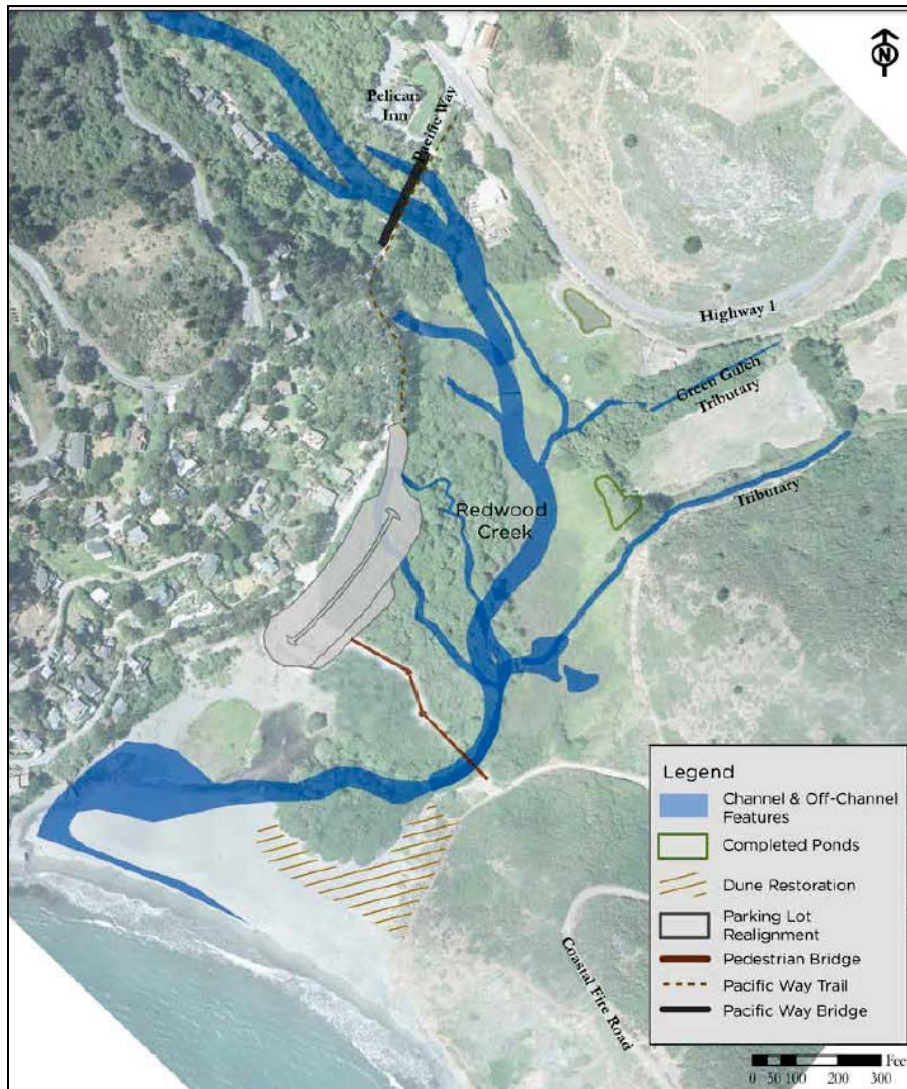 N
Pelican
Inn
Pacific Way
Highway 1
Green Gulch
Tributary
Tributary
Redwood
Creek
Legend
Channel & Off-Channel
Features
Completed Ponds
Dune Restoration
Parking Lot
Realignment
Pedestrian Bridge
Pacific Way Trail
Pacific Way Bridge
Coastal Fire Road
Fee
0 50 100 200 300